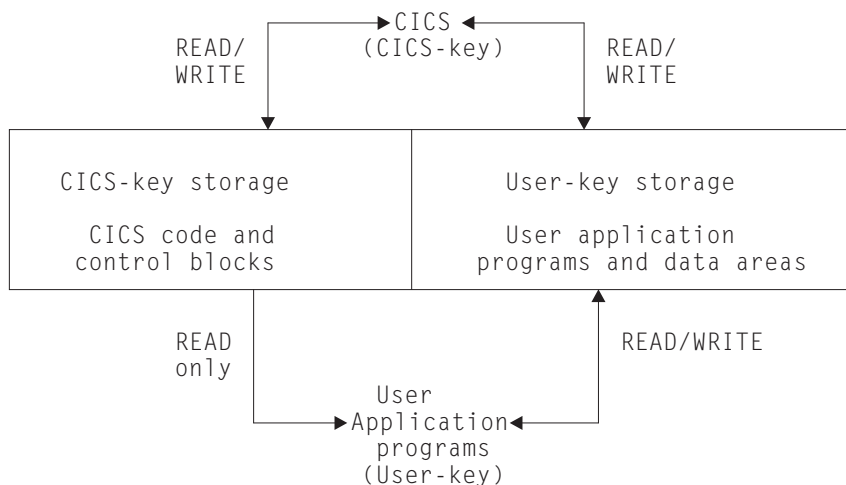 CICS
(CICS-key)
READ/
WRITE
READ/
WRITE
CICS-key storage
CICS code and
control blocks
User-key storage
User application
programs and data areas
READ
only
READ/WRITE
User
Application
programs
(User-key)